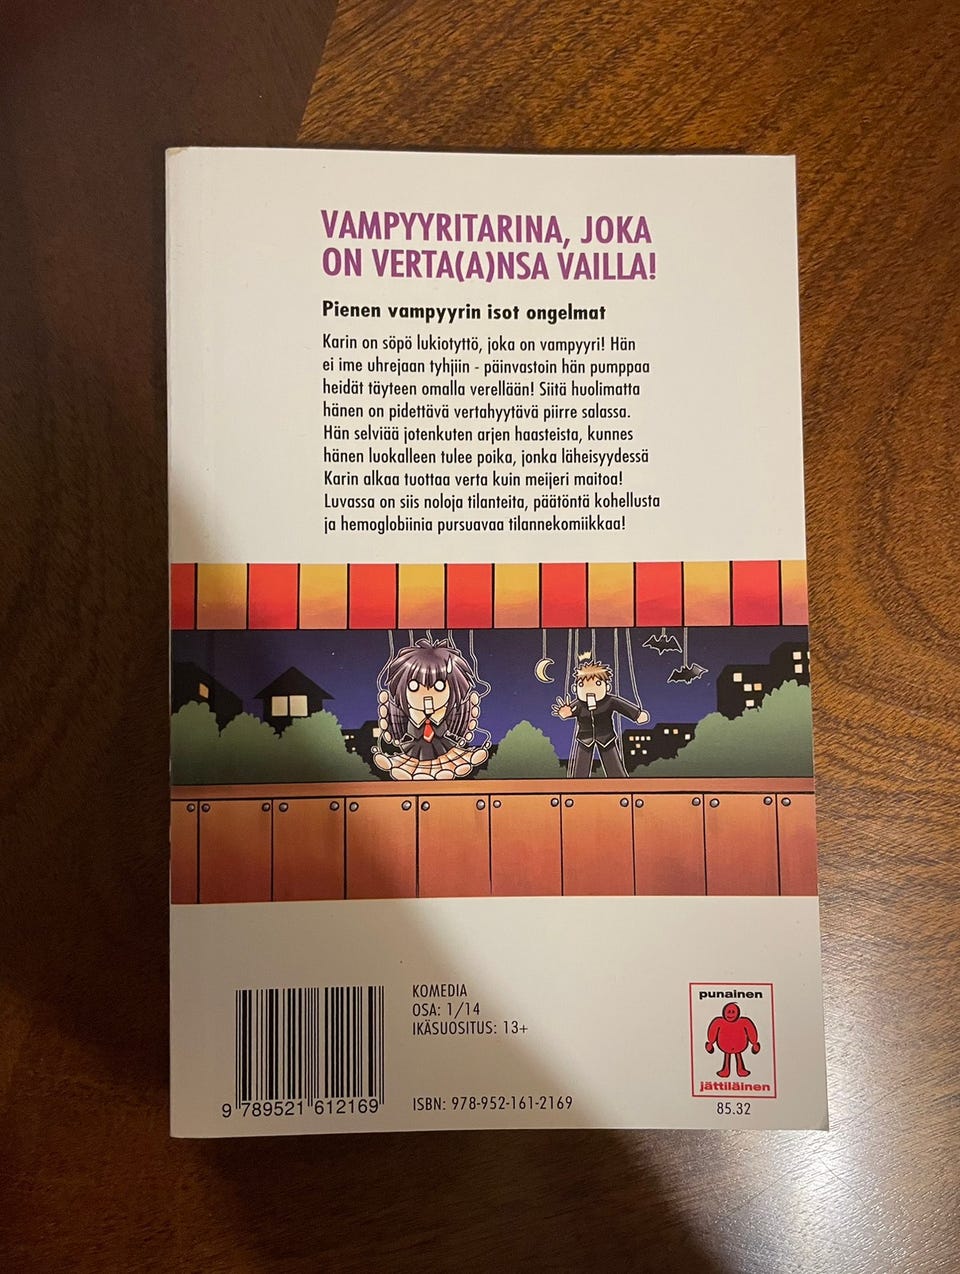 VAMPYYRITARINA, JOKA
ON VERTA(A)NSA VAILLA!
Pienen vampyyrin isot ongelmat
Karin on söpö lukiotyttö, joka on vampyyri! Hän
ei ime uhrejaan tyhjiin - päinvastoin hän pumppaa
heidät täyteen omalla verellään! Siitä huolimatta
hänen on pidettävä vertahyytävä piirre salassa.
Hän selviää jotenkuten arjen haasteista, kunnes
hänen luokalleen tulee poika, jonka läheisyydessä
Karin alkaa tuottaa verta kuin meijeri maitoa!
Luvassa on siis noloja tilanteita, päätöntä kohellusta
ja hemoglobiinia pursuavaa tilannekomiikkaa!
KOMEDIA
OSA: 1/14
IKÄSUOSITUS: 13+
9 789521 612169
ISBN: 978-952-161-2169
punainen
jättiläinen
85.32